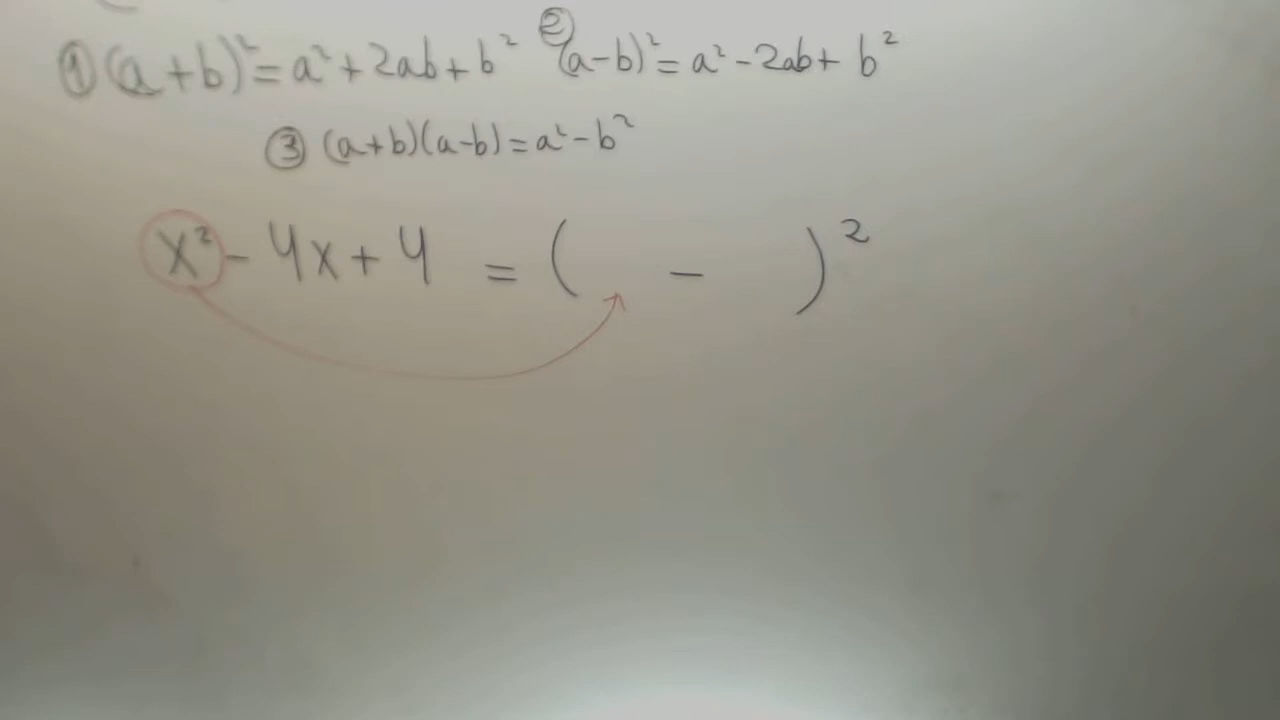 ① (a+b)² = a² + 2ab + b² ② (a-b)² = a² - 2ab + b²
③ (a+b)(a-b) = a² - b²
x² - 4x + 4 = ( - )²